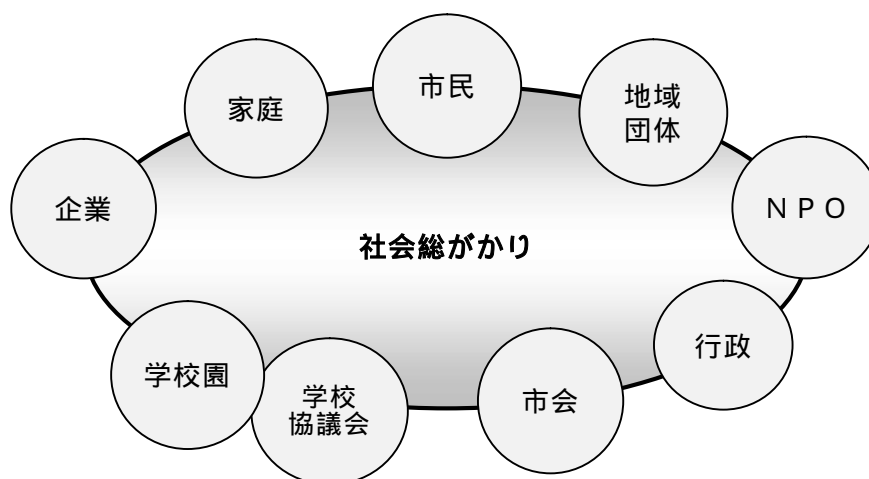 市民
家庭
地域
団体
企業
ＮＰＯ
社会総がかり
行政
学校園
学校
協議会
市会